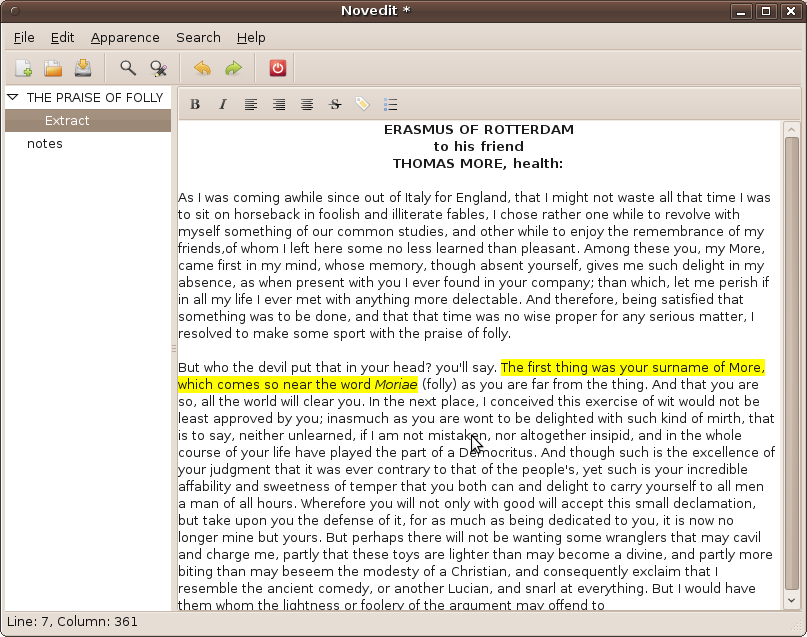 Novedit *
File Edit Apparence Search Help
THE PRAISE OF FOLLY
Extract
notes
B I S
ERASMUS OF ROTTERDAM
to his friend
THOMAS MORE, health:
As I was coming awhile since out of Italy for England, that I might not waste all that time I was
to sit on horseback in foolish and illiterate fables, I chose rather one while to revolve with
myself something of our common studies, and other while to enjoy the remembrance of my
friends,of whom I left here some no less learned than pleasant. Among these you, my More,
came first in my mind, whose memory, though absent yourself, gives me such delight in my
absence, as when present with you I ever found in your company; than which, let me perish if
in all my life I ever met with anything more delectable. And therefore, being satisfied that
something was to be done, and that that time was no wise proper for any serious matter, I
resolved to make some sport with the praise of folly.
But who the devil put that in your head? you'll say. The first thing was your surname of More,
which comes so near the word Moriae (folly) as you are far from the thing. And that you are
so, all the world will clear you. In the next place, I conceived this exercise of wit would not be
least approved by you; inasmuch as you are wont to be delighted with such kind of mirth, that
is to say, neither unlearned, if I am not mistaken, nor altogether insipid, and in the whole
course of your life have played the part of a Democritus. And though such is the excellence of
your judgment that it was ever contrary to that of the people's, yet such is your incredible
affability and sweetness of temper that you both can and delight to carry yourself to all men
a man of all hours. Wherefore you will not only with good will accept this small declamation,
but take upon you the defense of it, for as much as being dedicated to you, it is now no
longer mine but yours. But perhaps there will not be wanting some wranglers that may cavil
and charge me, partly that these toys are lighter than may become a divine, and partly more
biting than may beseem the modesty of a Christian, and consequently exclaim that I
resemble the ancient comedy, or another Lucian, and snarl at everything. But I would have
them whom the lightness or foolery of the argument may offend to
Line: 7, Column: 361